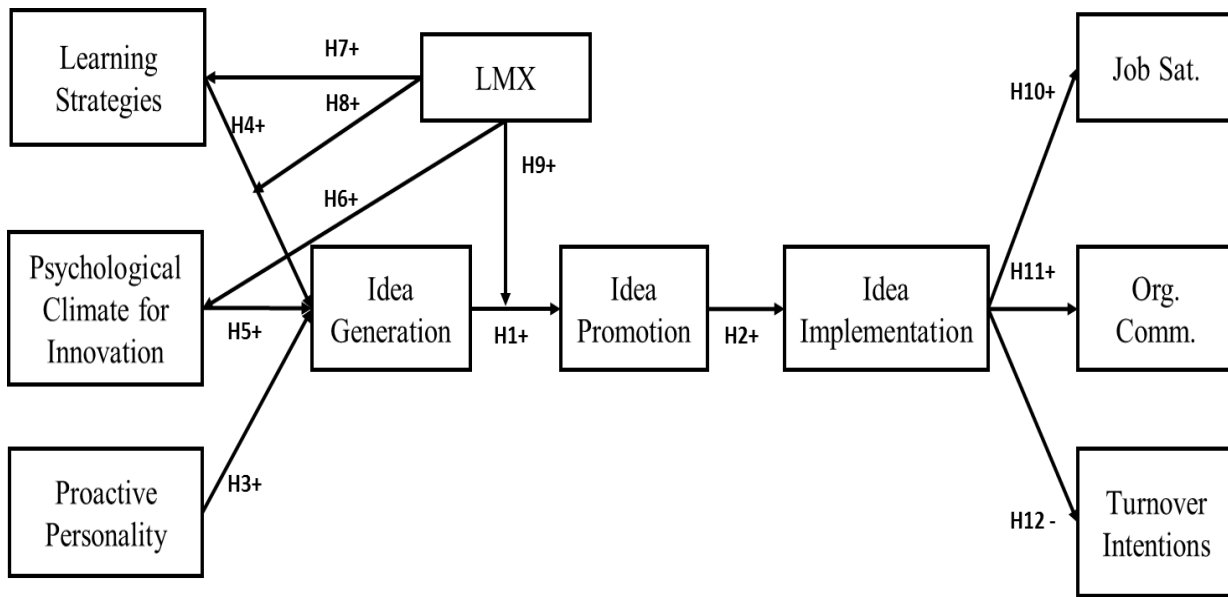 Learning
Strategies
H7+
LMX
H8+
H4+
H10+
Job Sat.
H9+
H6+
Psychological
Climate for
Innovation
H5+
Idea
Generation
H1+
Idea
Promotion
H2+
Idea
Implementation
H11+
Org.
Comm.
Proactive
Personality
H3+
H12 -
Turnover
Intentions